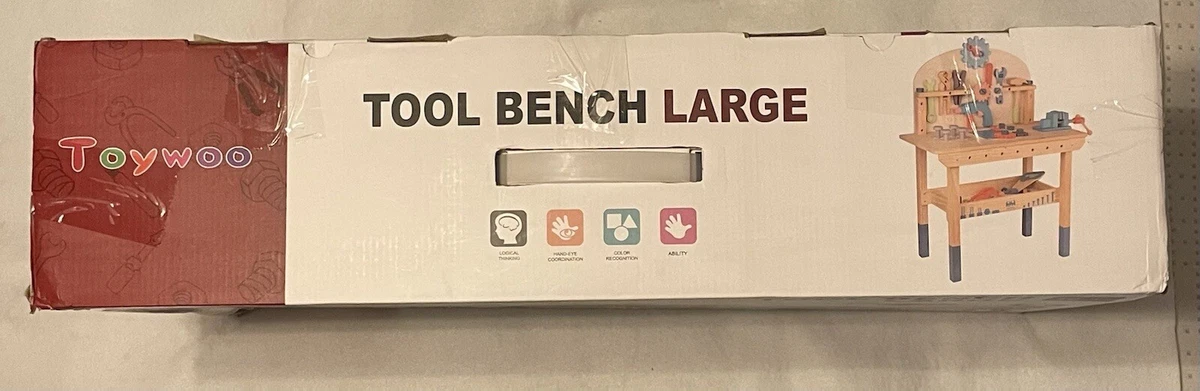 Toywoo
TOOL BENCH LARGE
LOGICAL
THINKING
HAND-EYE
COORDINATION
COLOR
RECOGNITION
ABILITY